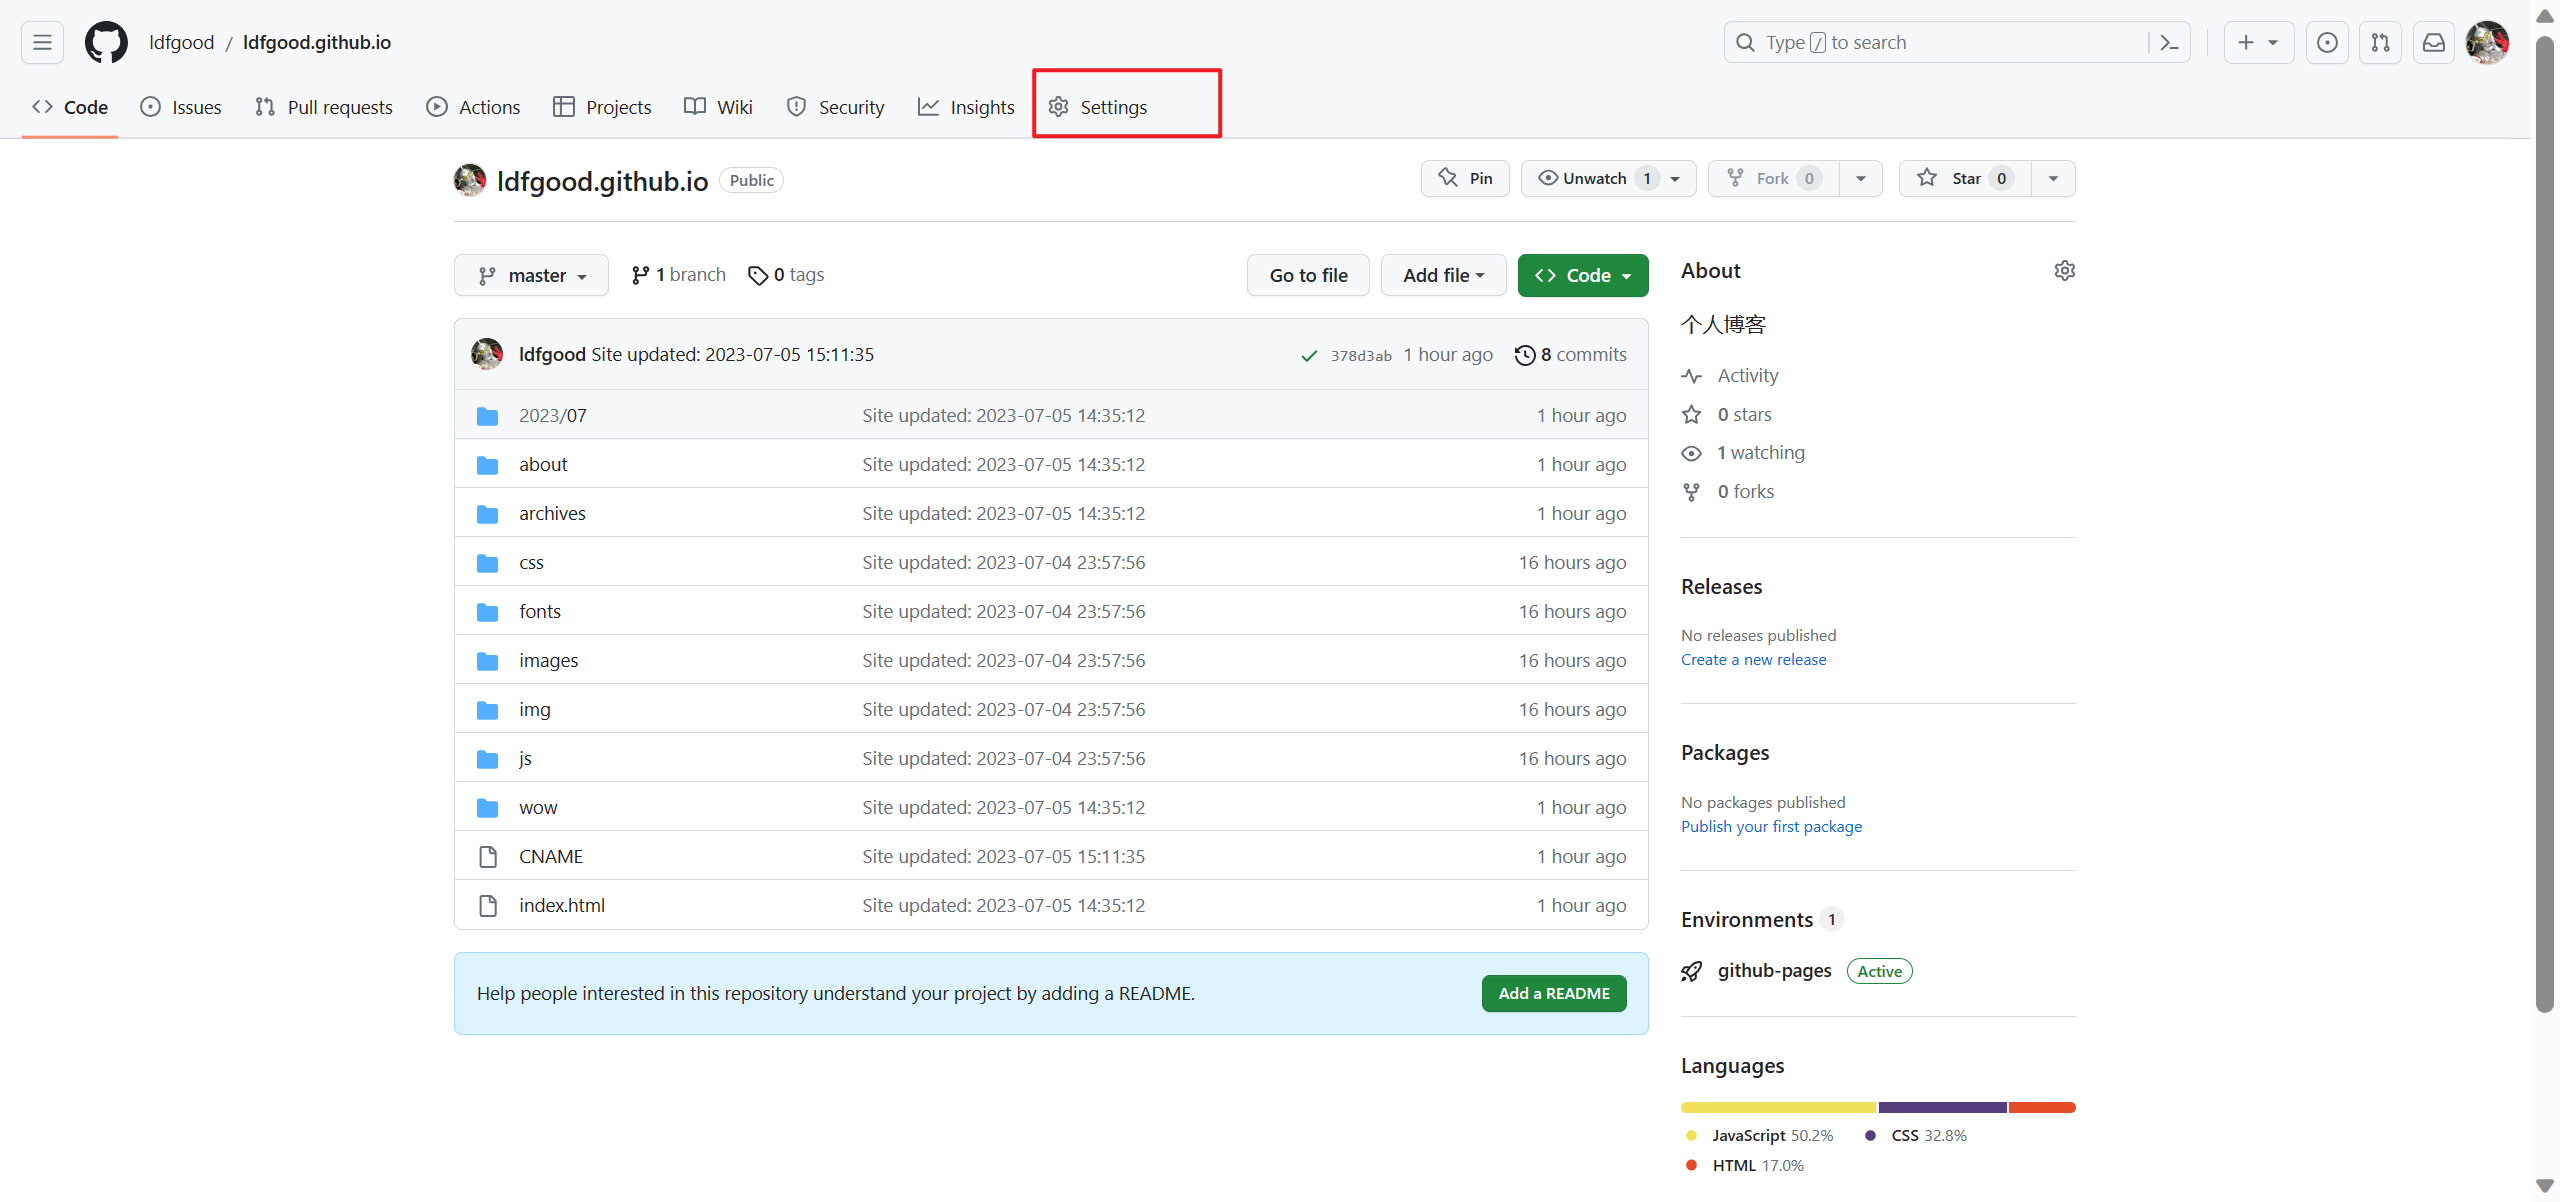 ldfgood / ldfgood.github.io
Type / to search
Code Issues Pull requests Actions Projects Wiki Security Insights Settings
ldfgood.github.io Public
Pin Unwatch 1 Fork 0 Star 0
master 1 branch 0 tags Go to file Add file Code
ldfgood Site updated: 2023-07-05 15:11:35 378d3ab 1 hour ago 8 commits
2023/07 Site updated: 2023-07-05 14:35:12 1 hour ago
about Site updated: 2023-07-05 14:35:12 1 hour ago
archives Site updated: 2023-07-05 14:35:12 1 hour ago
css Site updated: 2023-07-04 23:57:56 16 hours ago
fonts Site updated: 2023-07-04 23:57:56 16 hours ago
images Site updated: 2023-07-04 23:57:56 16 hours ago
img Site updated: 2023-07-04 23:57:56 16 hours ago
js Site updated: 2023-07-04 23:57:56 16 hours ago
wow Site updated: 2023-07-05 14:35:12 1 hour ago
CNAME Site updated: 2023-07-05 15:11:35 1 hour ago
index.html Site updated: 2023-07-05 14:35:12 1 hour ago
Help people interested in this repository understand your project by adding a README. Add a README
About
个人博客
Activity
0 stars
1 watching
0 forks
Releases
No releases published
Create a new release
Packages
No packages published
Publish your first package
Environments 1
github-pages Active
Languages
JavaScript 50.2% CSS 32.8%
HTML 17.0%